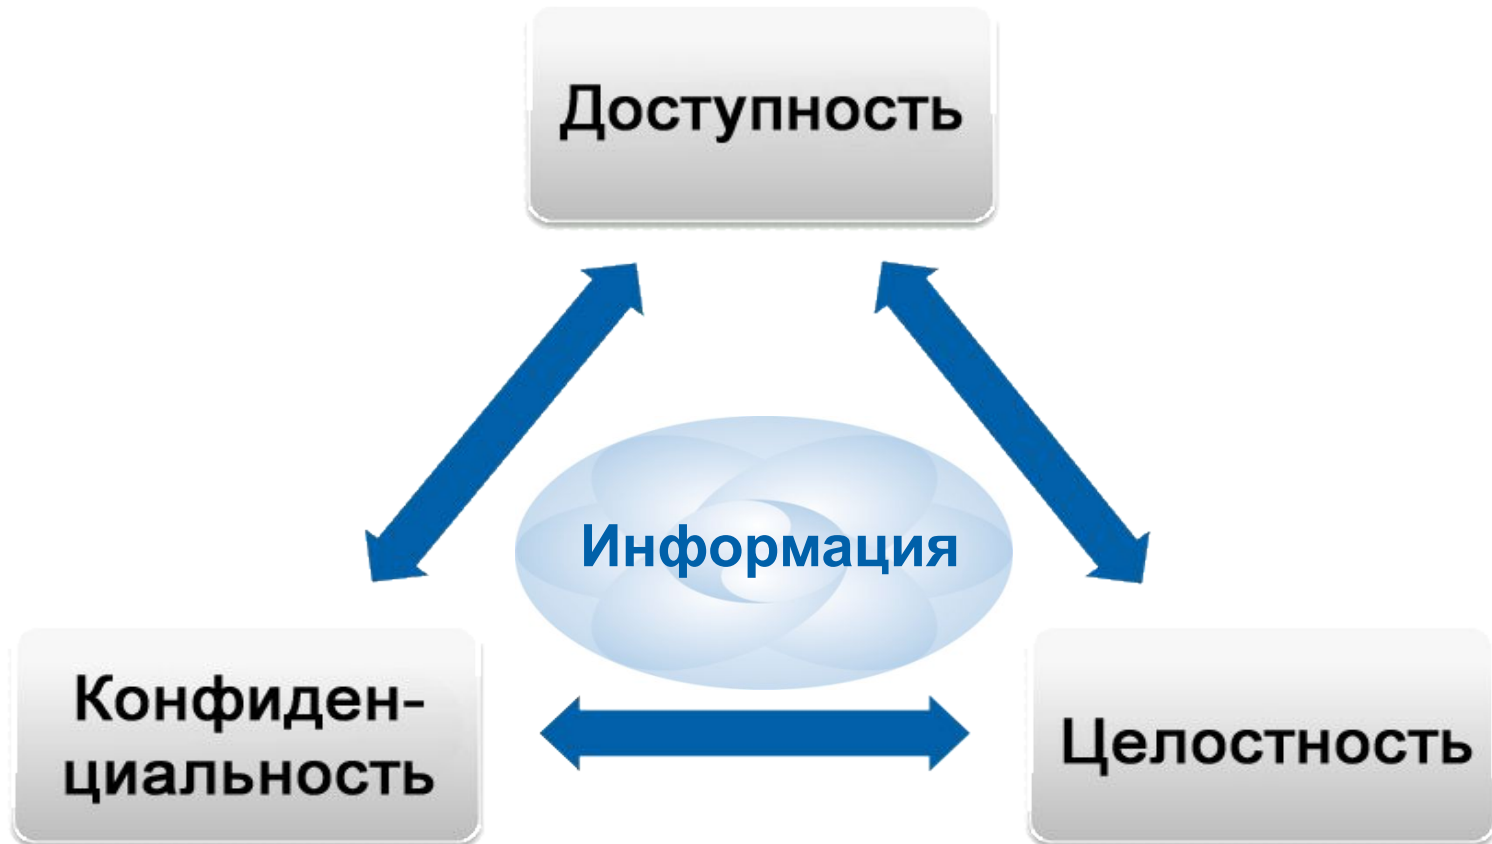 Доступность
Информация
Конфиден-
циальность
Целостность